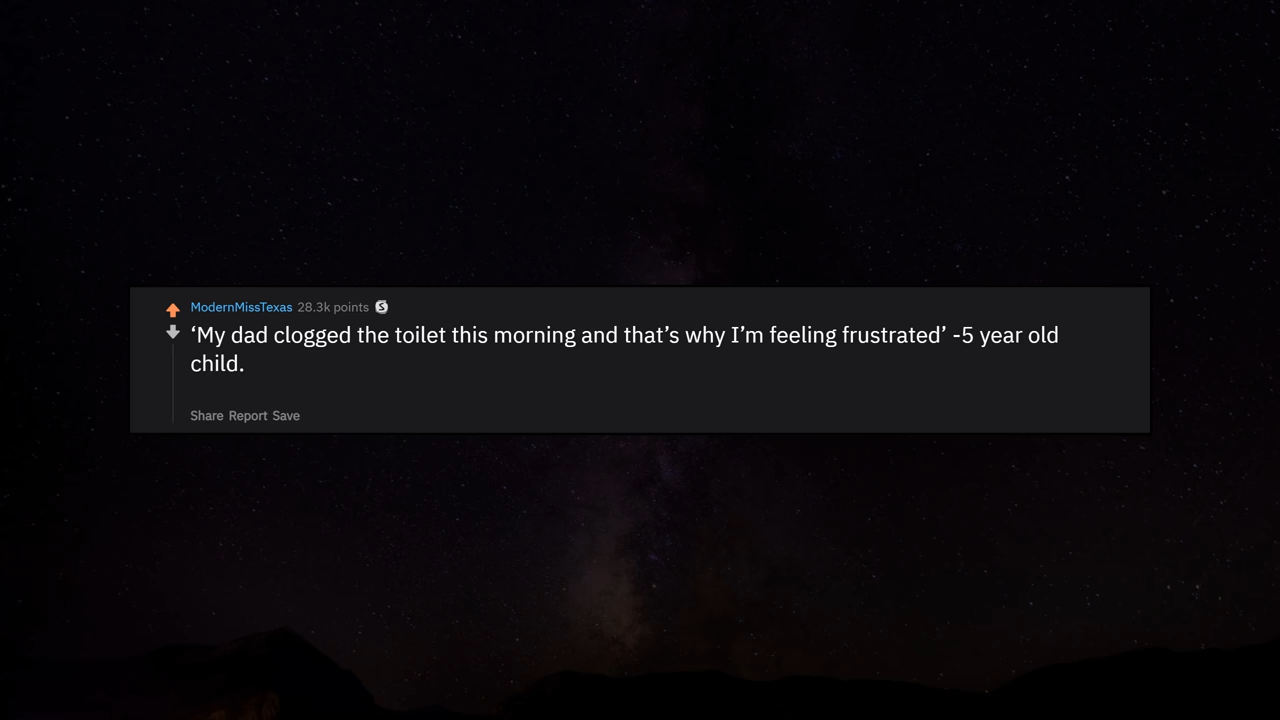 ModernMissTexas 28.3k points S
‘My dad clogged the toilet this morning and that’s why I’m feeling frustrated’ -5 year old
child.
Share Report Save